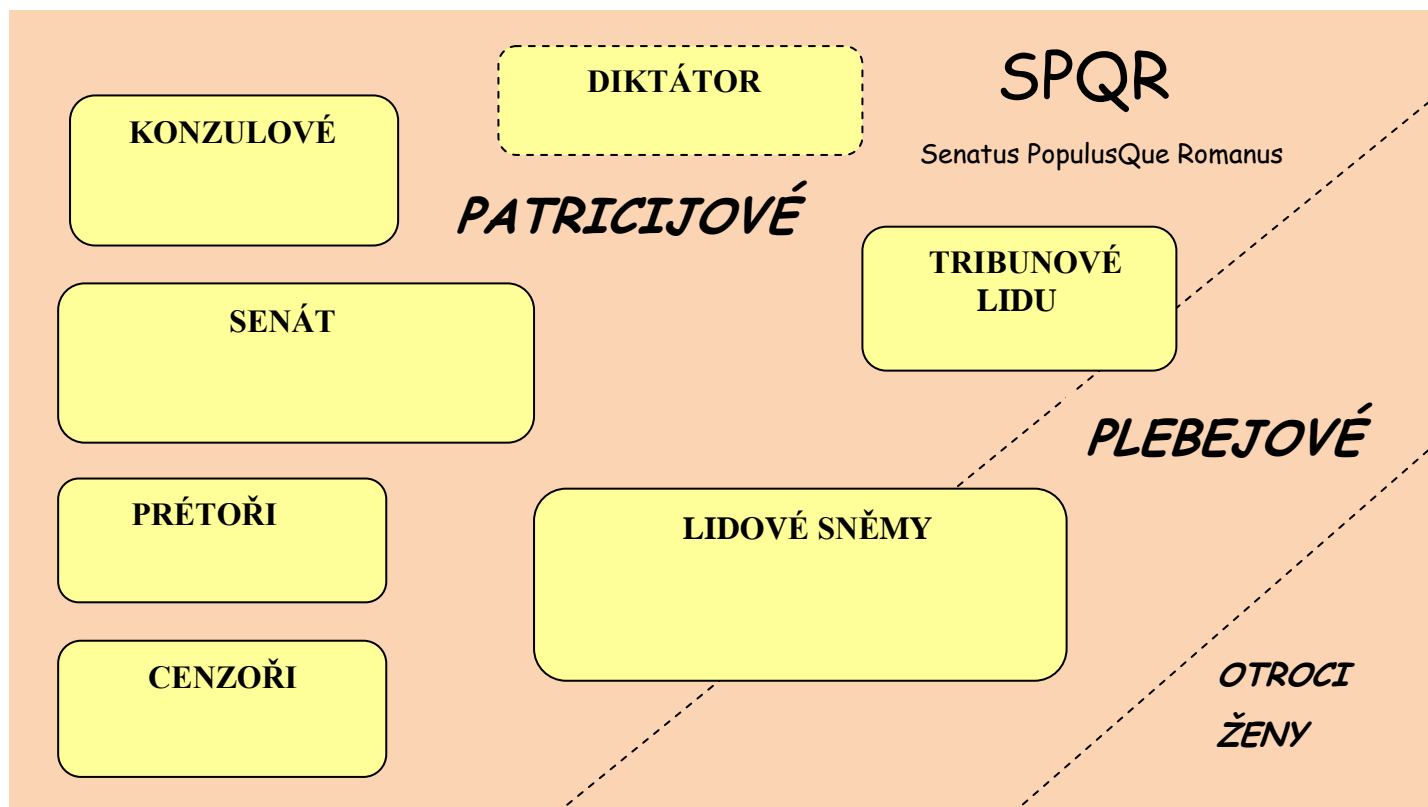 DIKTÁTOR
SPQR
KONZULOVÉ
Senatus PopulusQue Romanus
PATRICIJOVÉ
TRIBUNOVÉ
LIDU
SENÁT
PLEBEJOVÉ
PRÉTOŘI
LIDOVÉ SNĚMY
CENZOŘI
OTROCI
ŽENY